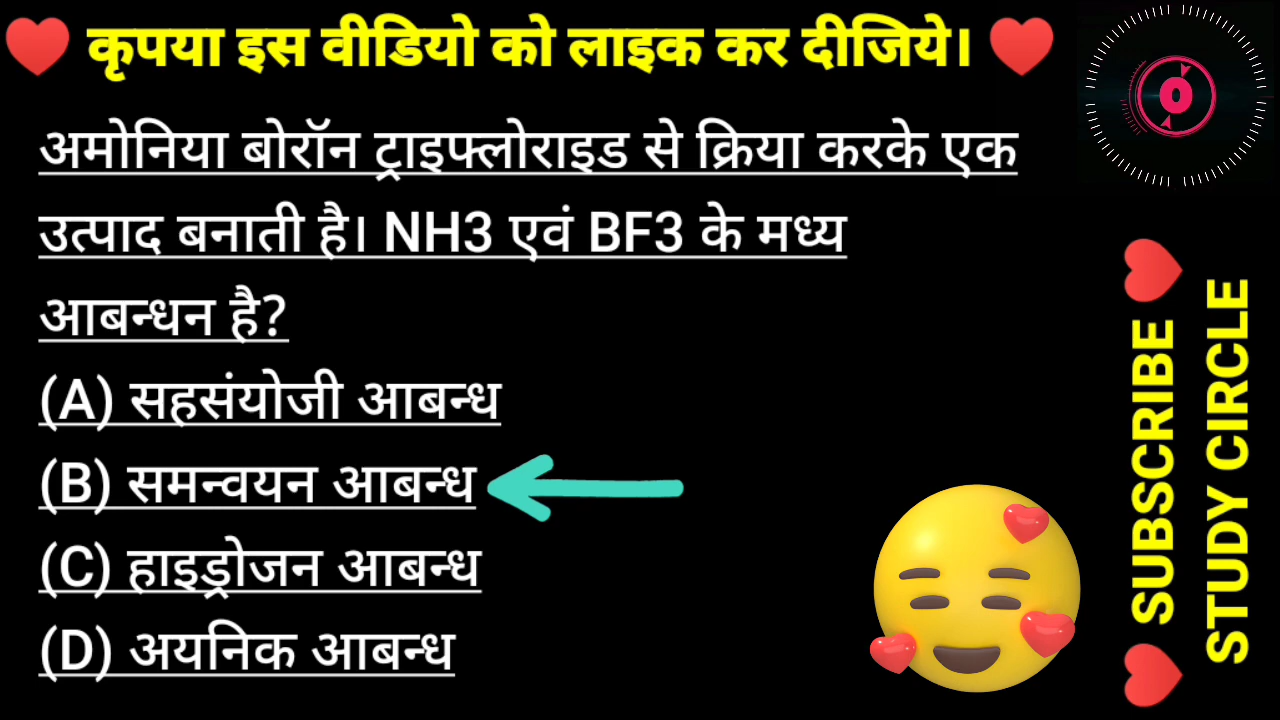 कृपया इस वीडियो को लाइक कर दीजिये।
अमोनिया बोरॉन ट्राइफ्लोराइड से क्रिया करके एक
उत्पाद बनाती है। NH3 एवं BF3 के मध्य
आबन्धन है?
(A) सहसंयोजी आबन्ध
(B) समन्वयन आबन्ध
(C) हाइड्रोजन आबन्ध
(D) अयनिक आबन्ध
SUBSCRIBE
STUDY CIRCLE
0